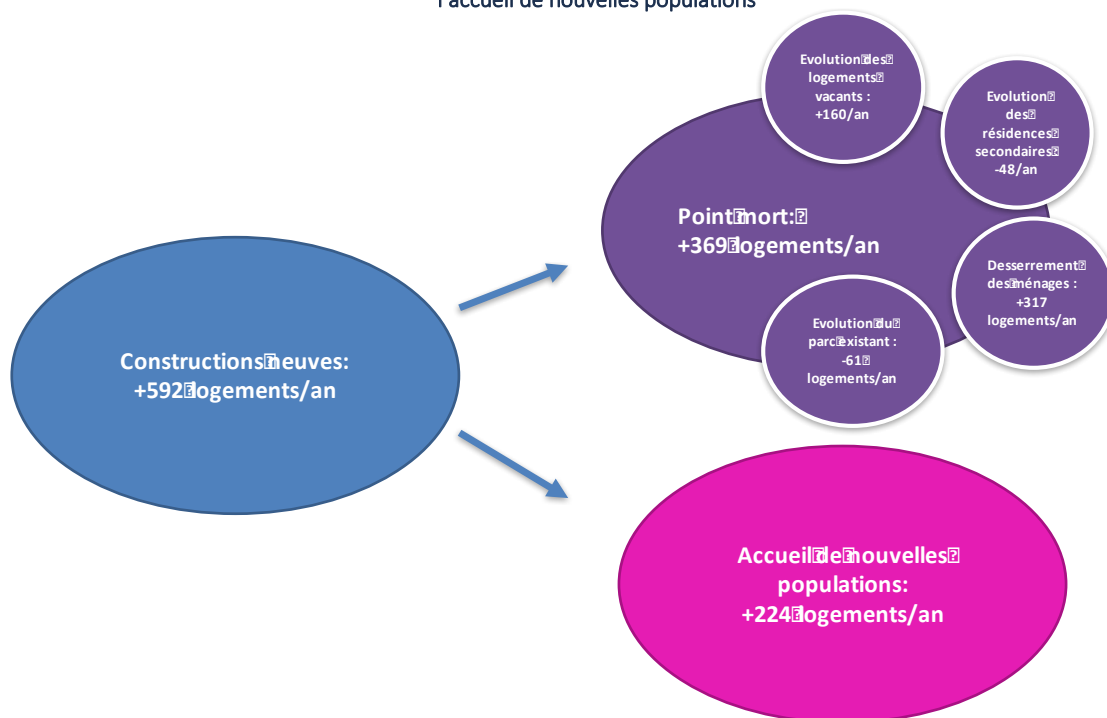 l'accueil de nouvelles populations
Evolution des
logements
vacants :
+160/an
Evolution
des
résidences
secondaires
-48/an
Point mort:
+369 logements/an
Desserrement
des ménages :
+317
logements/an
Evolution du
parc existant :
-61
logements/an
Constructions neuves:
+592 logements/an
Accueil de nouvelles
populations:
+224 logements/an